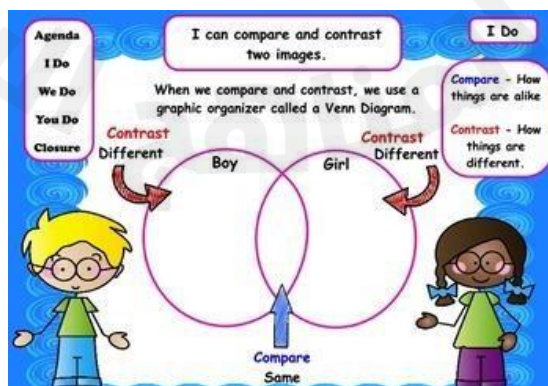 Agenda
I Do
We Do
You Do
Closure
I can compare and contrast
two images.
I Do
When we compare and contrast, we use a
graphic organizer called a Venn Diagram.
Compare - How
things are alike
Contrast - How
things are
different.
Contrast
Different
Contrast
Different
Boy
Girl
Compare
Same